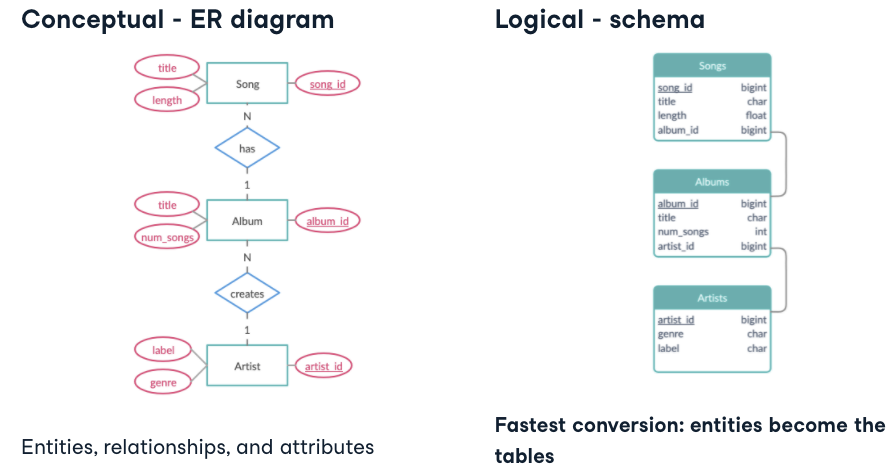 Conceptual - ER diagram
title
length
Song
song_id
N
has
1
title
num_songs
Album
album_id
N
creates
1
label
genre
Artist
artist_id
Entities, relationships, and attributes
Logical - schema
Songs
song_id bigint
title char
length float
album_id bigint
Albums
album_id bigint
title char
num_songs int
artist_id bigint
Artists
artist_id bigint
genre char
label char
Fastest conversion: entities become the
tables